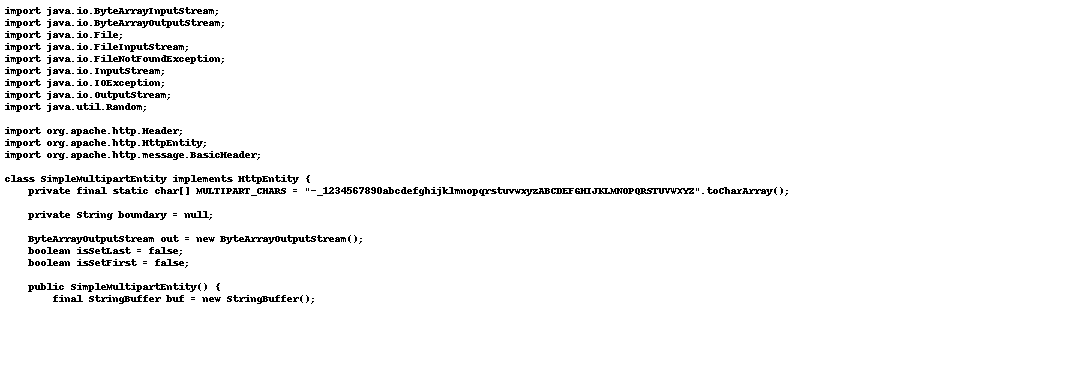 import java.io.ByteArrayInputStream;
import java.io.ByteArrayOutputStream;
import java.io.File;
import java.io.FileInputStream;
import java.io.FileNotFoundException;
import java.io.InputStream;
import java.io.IOException;
import java.io.OutputStream;
import java.util.Random;

import org.apache.http.Header;
import org.apache.http.HttpEntity;
import org.apache.http.message.BasicHeader;

class SimpleMultipartEntity implements HttpEntity {
    private final static char[] MULTIPART_CHARS = "-_1234567890abcdefghijklmnopqrstuvwxyzABCDEFGHIJKLMNOPQRSTUVWXYZ".toCharArray();

    private String boundary = null;

    ByteArrayOutputStream out = new ByteArrayOutputStream();
    boolean isSetLast = false;
    boolean isSetFirst = false;

    public SimpleMultipartEntity() {
        final StringBuffer buf = new StringBuffer();